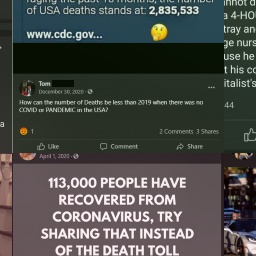 raging the past 10 months, the number
of USA deaths stands at: 2,835,533
www.cdc.gov...
Tom
December 30, 2020
How can the number of Deaths be less than 2019 when there was
no COVID or PANDEMIC in the USA?
1
2 Comments 3 Shares
Like
Comment
Share
April 1, 2020
113,000 PEOPLE HAVE
RECOVERED FROM
CORONAVIRUS, TRY
SHARING THAT INSTEAD
OF THE DEATH TOLL
a 4-HOU
tray an
ge nurs
use he
t his co
italist's
44
a